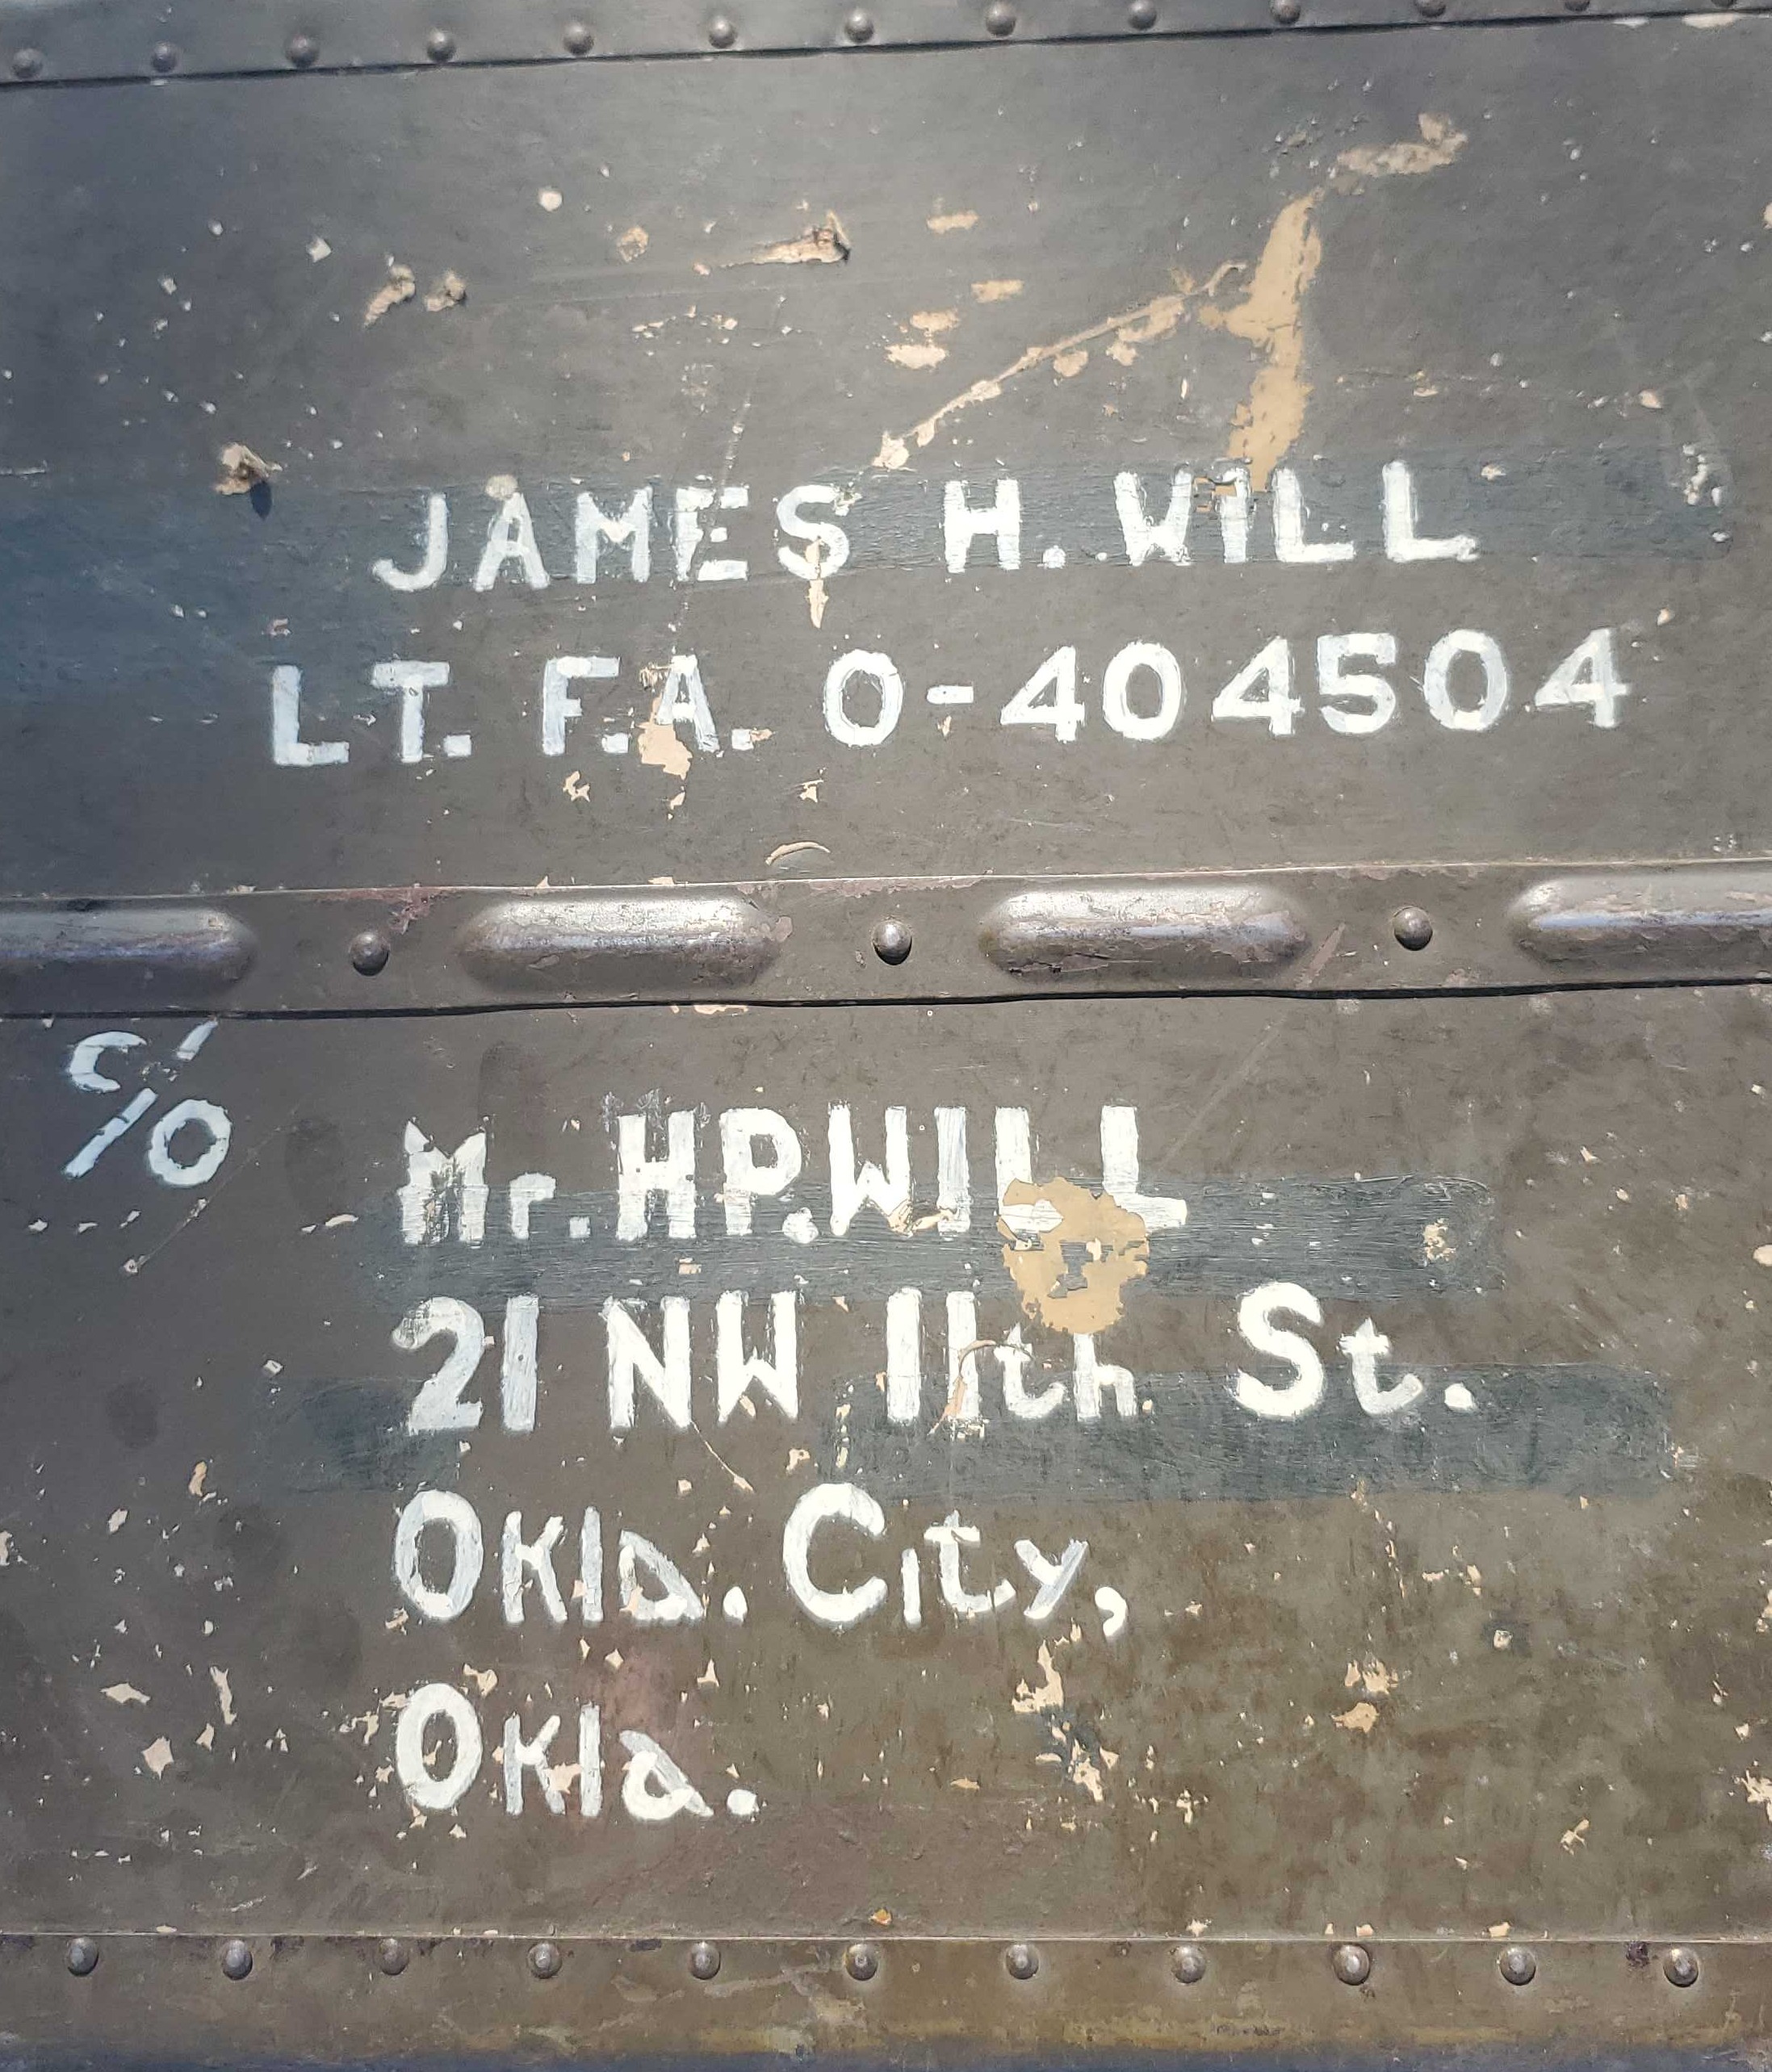 JAMES H. WILL
LT. F.A. O-404504
c/o
Mr. H.P. WILL
21 NW 11th St.
Okla. City,
Okla.